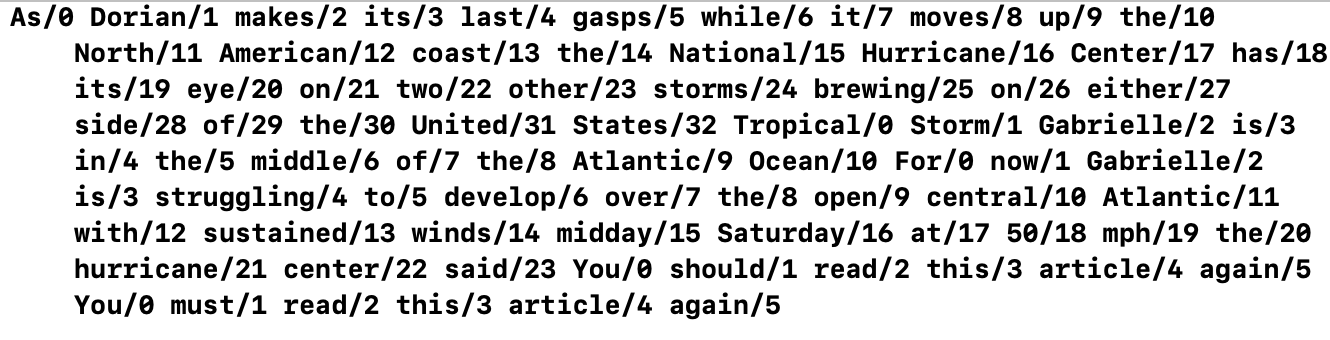 As/0 Dorian/1 makes/2 its/3 last/4 gasps/5 while/6 it/7 moves/8 up/9 the/10
North/11 American/12 coast/13 the/14 National/15 Hurricane/16 Center/17 has/18
its/19 eye/20 on/21 two/22 other/23 storms/24 brewing/25 on/26 either/27
side/28 of/29 the/30 United/31 States/32 Tropical/0 Storm/1 Gabrielle/2 is/3
in/4 the/5 middle/6 of/7 the/8 Atlantic/9 Ocean/10 For/0 now/1 Gabrielle/2
is/3 struggling/4 to/5 develop/6 over/7 the/8 open/9 central/10 Atlantic/11
with/12 sustained/13 winds/14 midday/15 Saturday/16 at/17 50/18 mph/19 the/20
hurricane/21 center/22 said/23 You/0 should/1 read/2 this/3 article/4 again/5
You/0 must/1 read/2 this/3 article/4 again/5